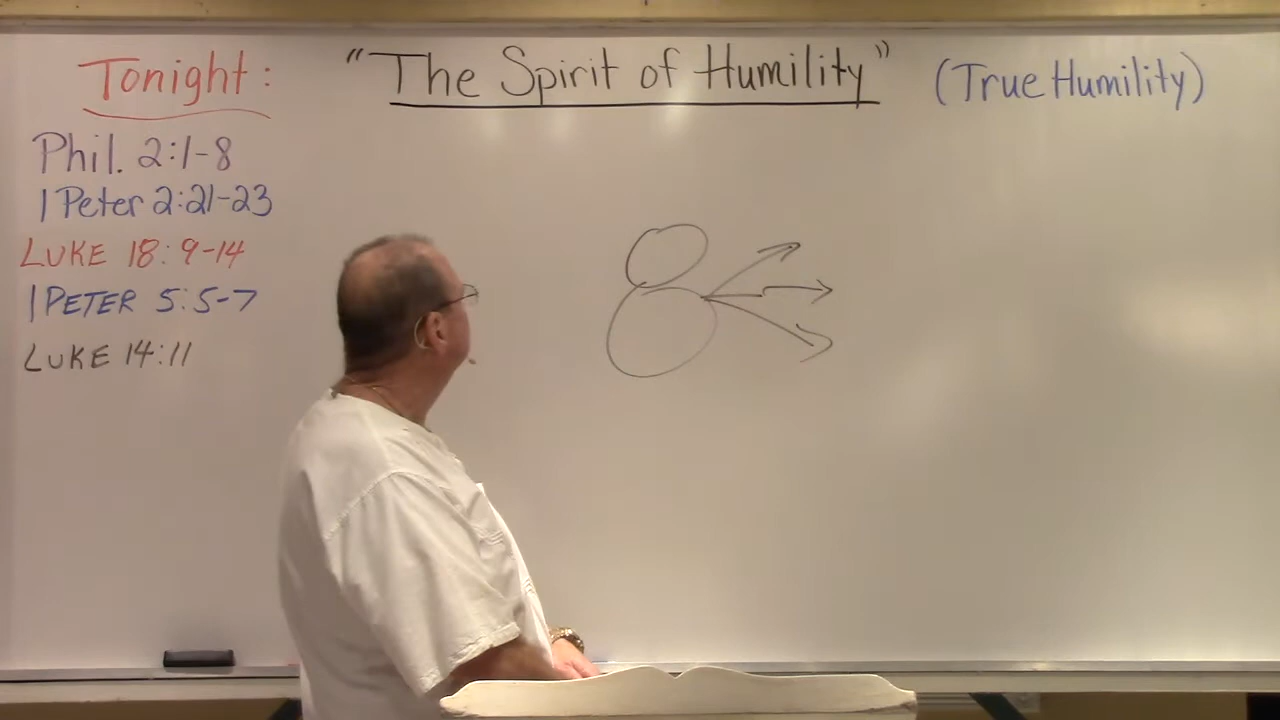 Tonight: "The Spirit of Humility" (True Humility)
Phil. 2:1-8
1 Peter 2:21-23
LUKE 18:9-14
1 PETER 5:5-7
LUKE 14:11